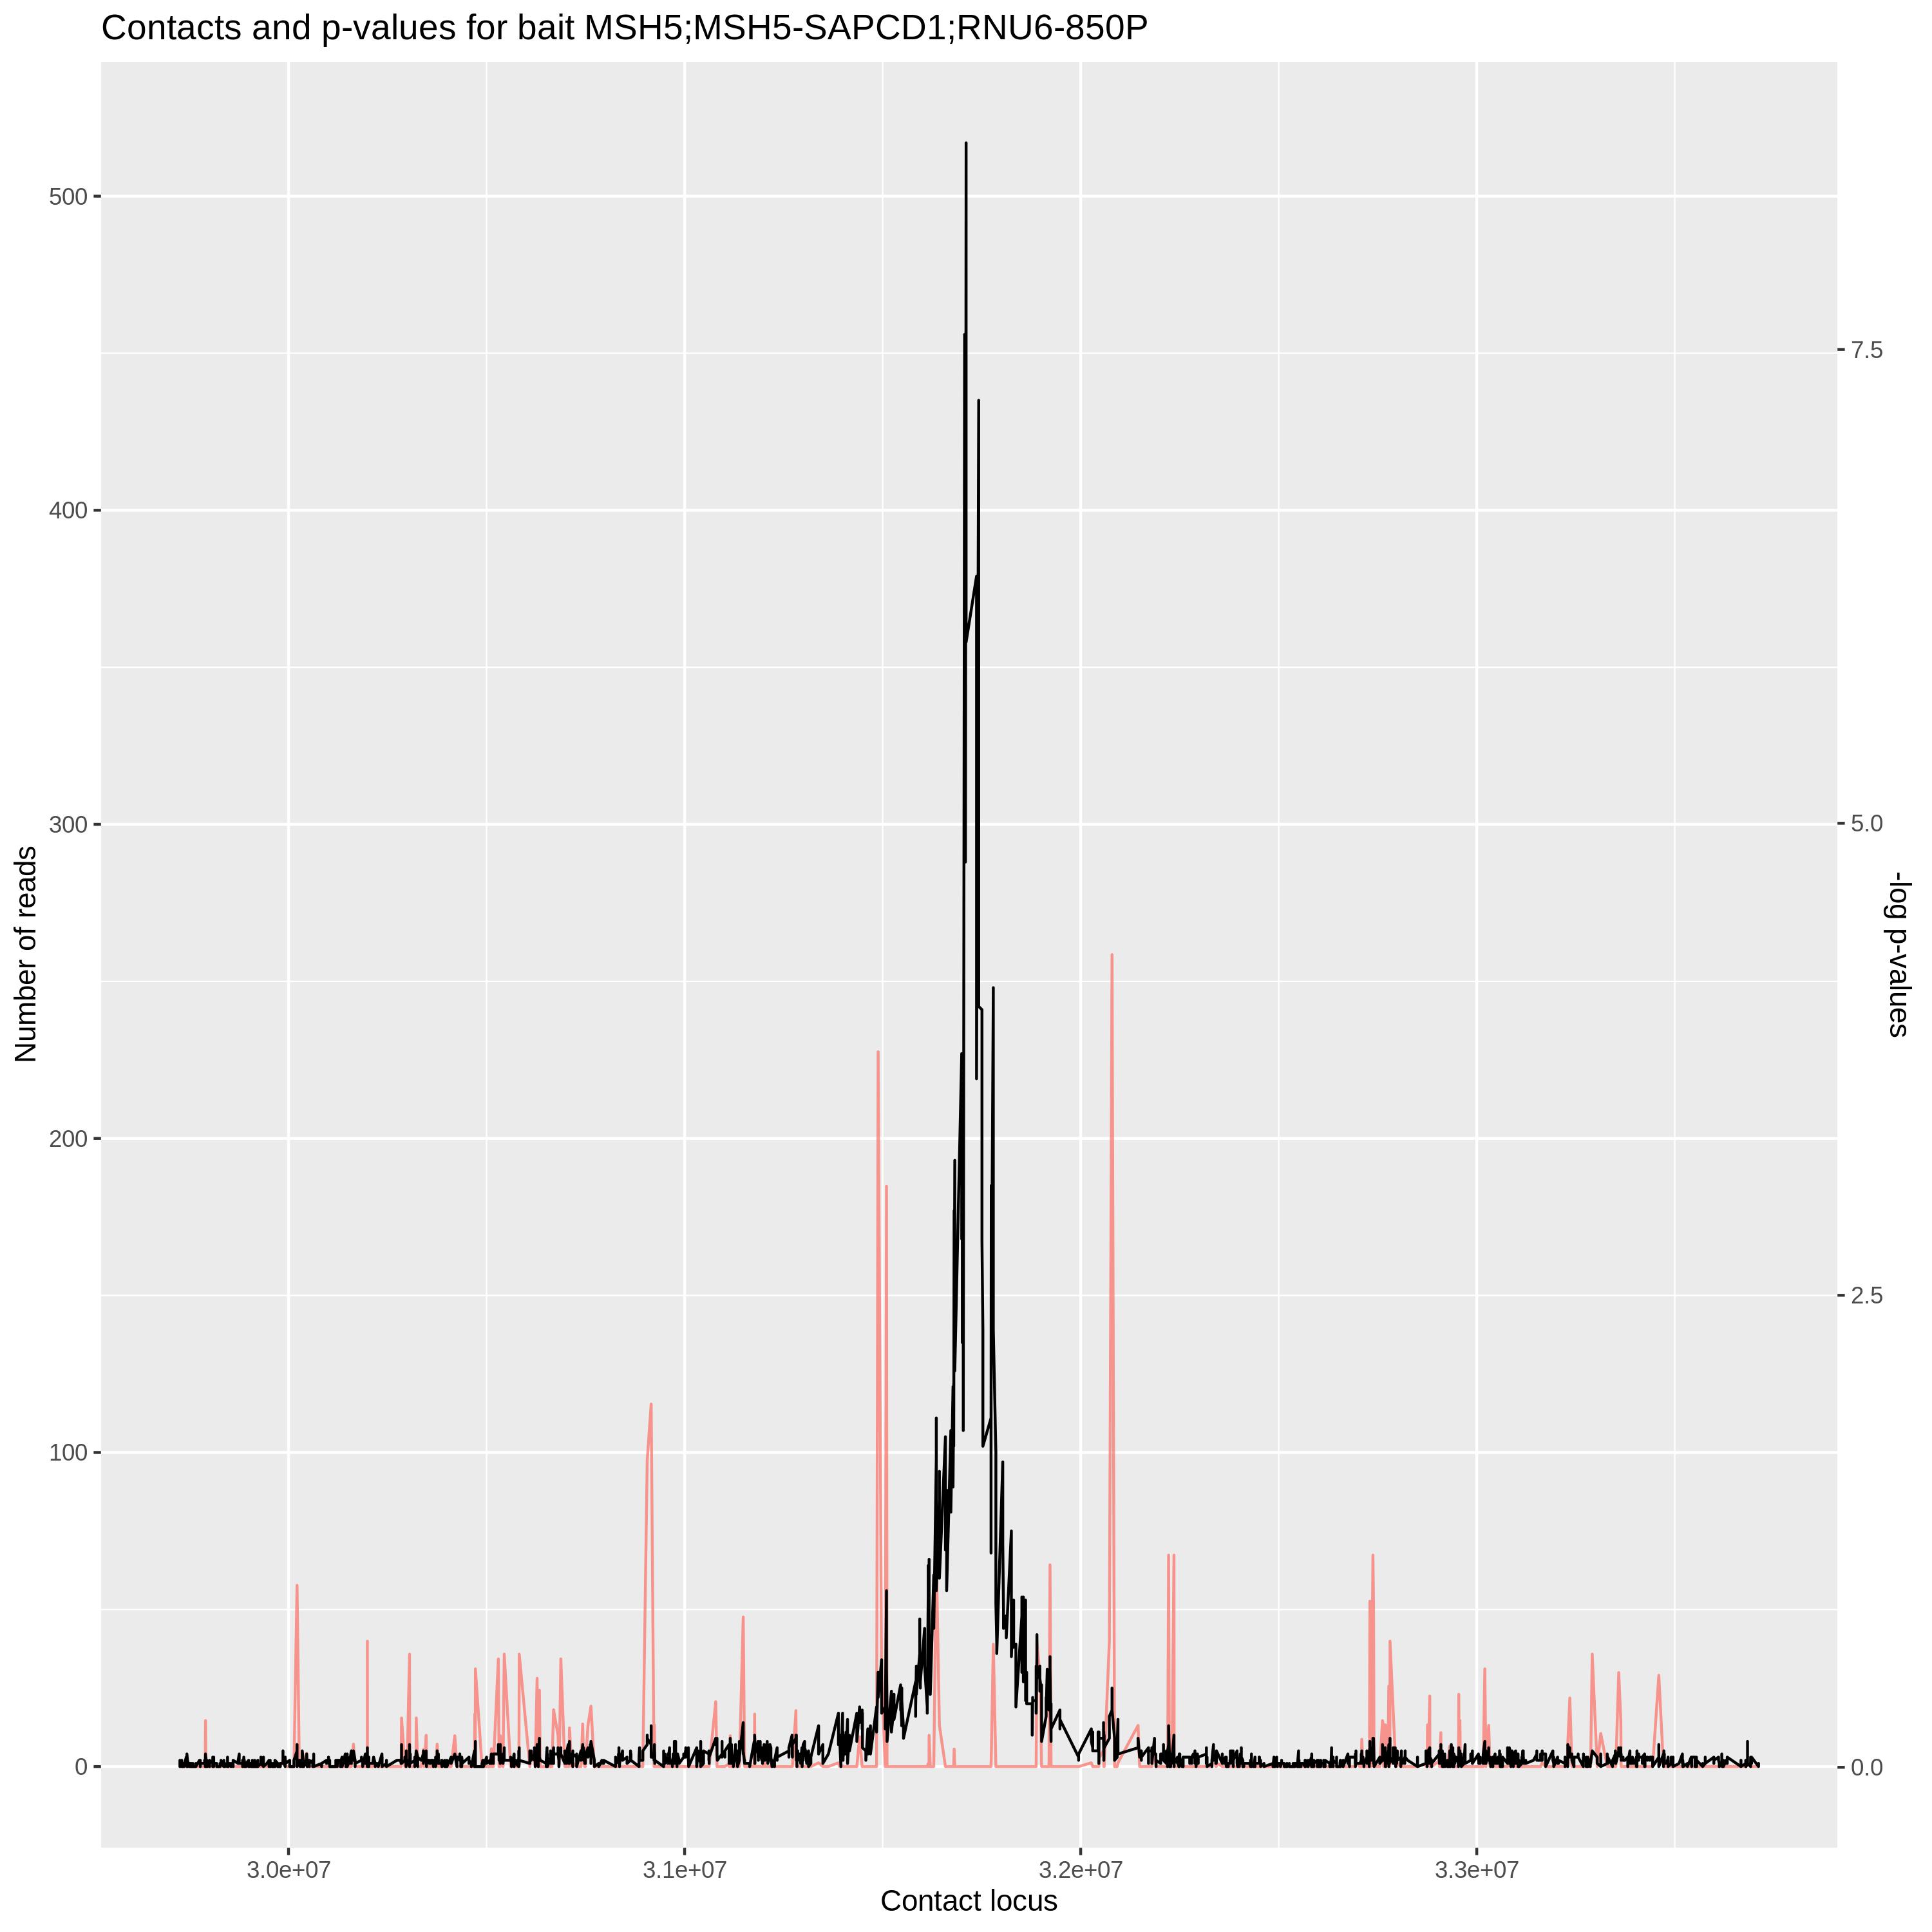 Contacts and p-values for bait MSH5;MSH5-SAPCD1;RNU6-850P
500
400
300
200
100
0
Number of reads
7.5
5.0
2.5
0.0
-log p-values
3.0e+07
3.1e+07
3.2e+07
3.3e+07
Contact locus